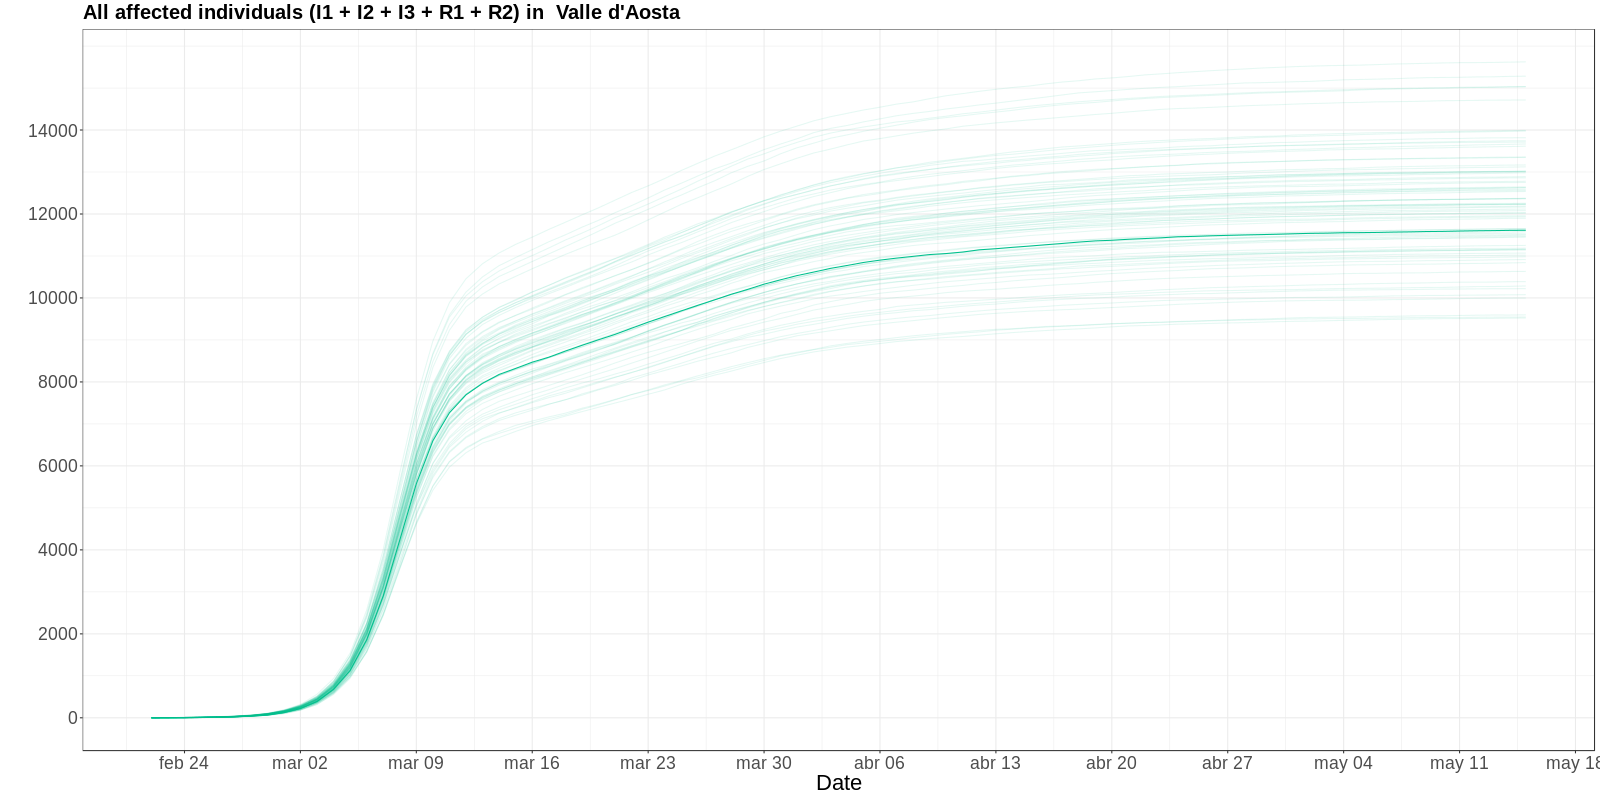 All affected individuals (I1 + I2 + I3 + R1 + R2) in  Valle d'Aosta
14000
12000
10000
8000
6000
4000
2000
0
feb 24 mar 02 mar 09 mar 16 mar 23 mar 30 abr 06 abr 13 abr 20 abr 27 may 04 may 11 may 18
Date